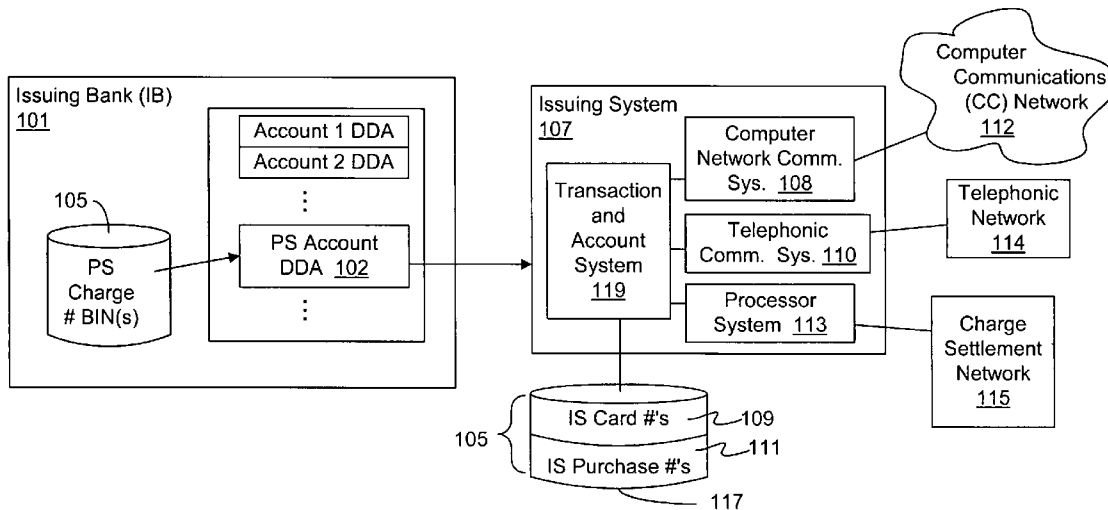 Issuing Bank (IB)
101
105
PS
Charge
# BIN(s)
Account 1 DDA
Account 2 DDA
⋮
PS Account
DDA 102
⋮
Issuing System
107
Transaction
and
Account
System
119
Computer
Network Comm.
Sys. 108
Telephonic
Comm. Sys. 110
Processor
System 113
Computer
Communications
(CC) Network
112
Telephonic
Network
114
Charge
Settlement
Network
115
105
IS Card #'s
109
IS Purchase #'s
111
117